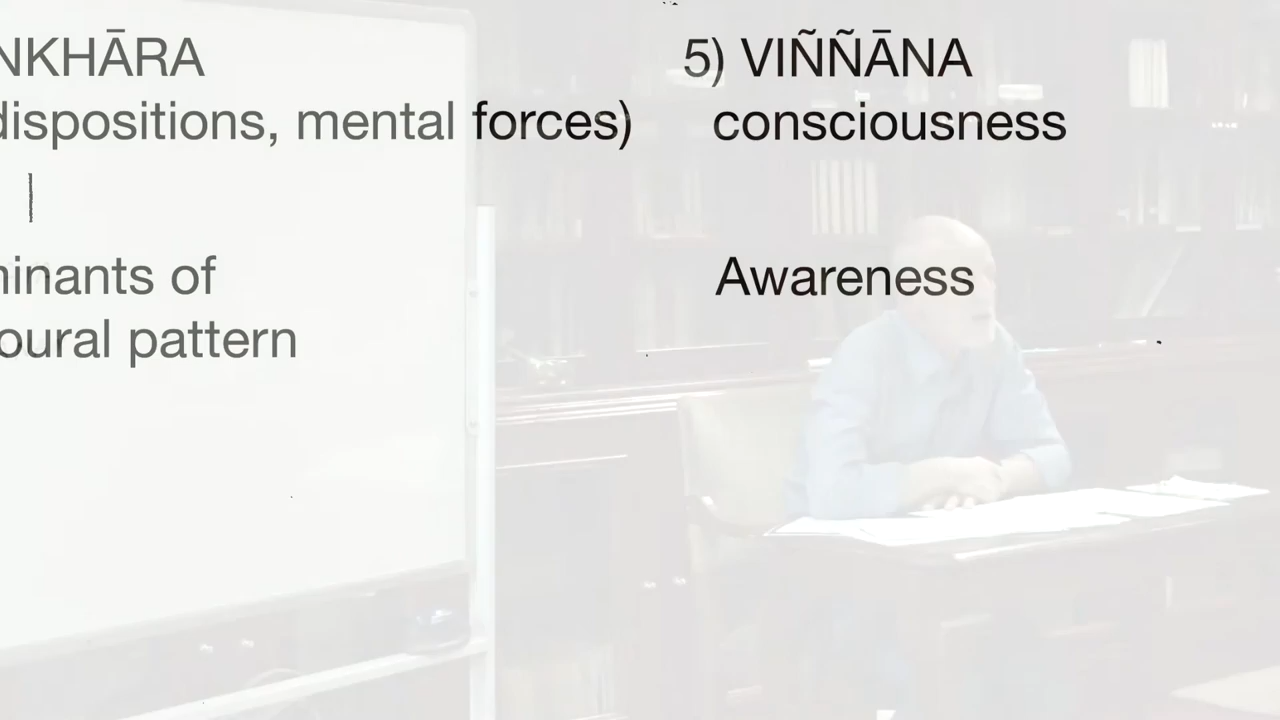 NKHĀRA
dispositions, mental forces)
minants of
oural pattern
5) VIÑÑĀNA
consciousness
Awareness